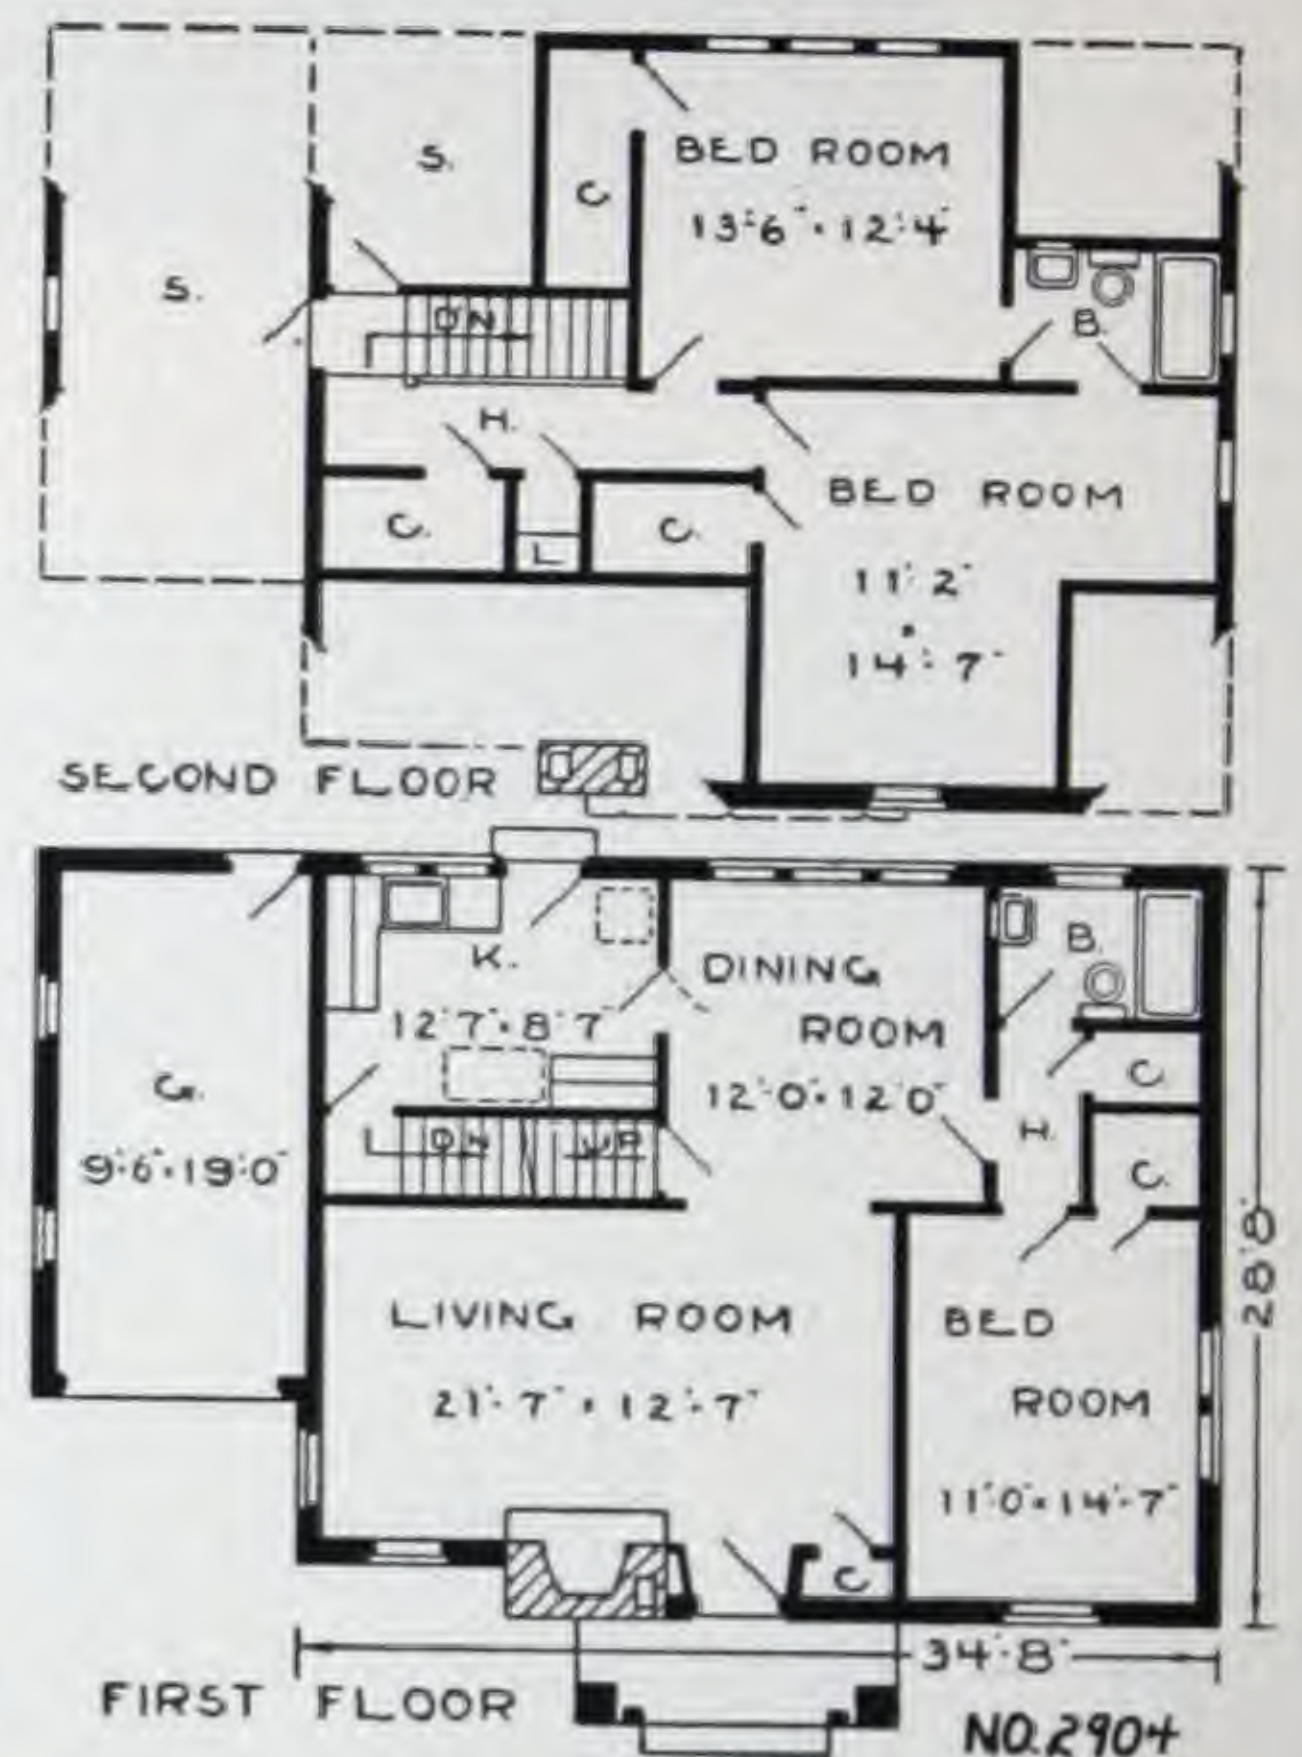 S.
C.
BED ROOM
13'-6" • 12'-4"
S.
DN
B.
H.
BED ROOM
C.
L
C.
11'-2"
•
14'-7"
SECOND FLOOR
K.
DINING
B.
12'-7" • 8'-7"
ROOM
G.
C.
12'-0" • 12'-0"
9'-6" • 19'-0"
DN
UP
H.
C.
28'-8"
LIVING ROOM
BED
21'-7" • 12'-7"
ROOM
11'-0" • 14'-7"
C
34'-8"
FIRST FLOOR
NO. 2904